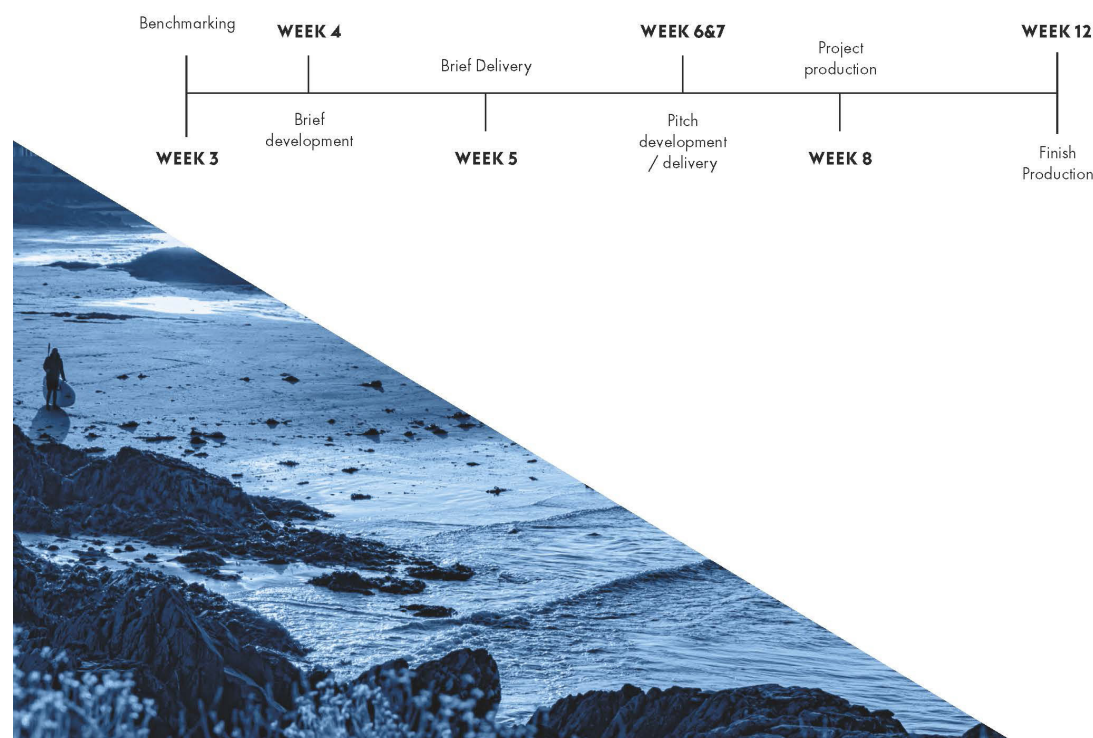 Benchmarking
WEEK 3
WEEK 4
Brief
development
Brief Delivery
WEEK 5
WEEK 6&7
Pitch
development
/ delivery
Project
production
WEEK 8
WEEK 12
Finish
Production